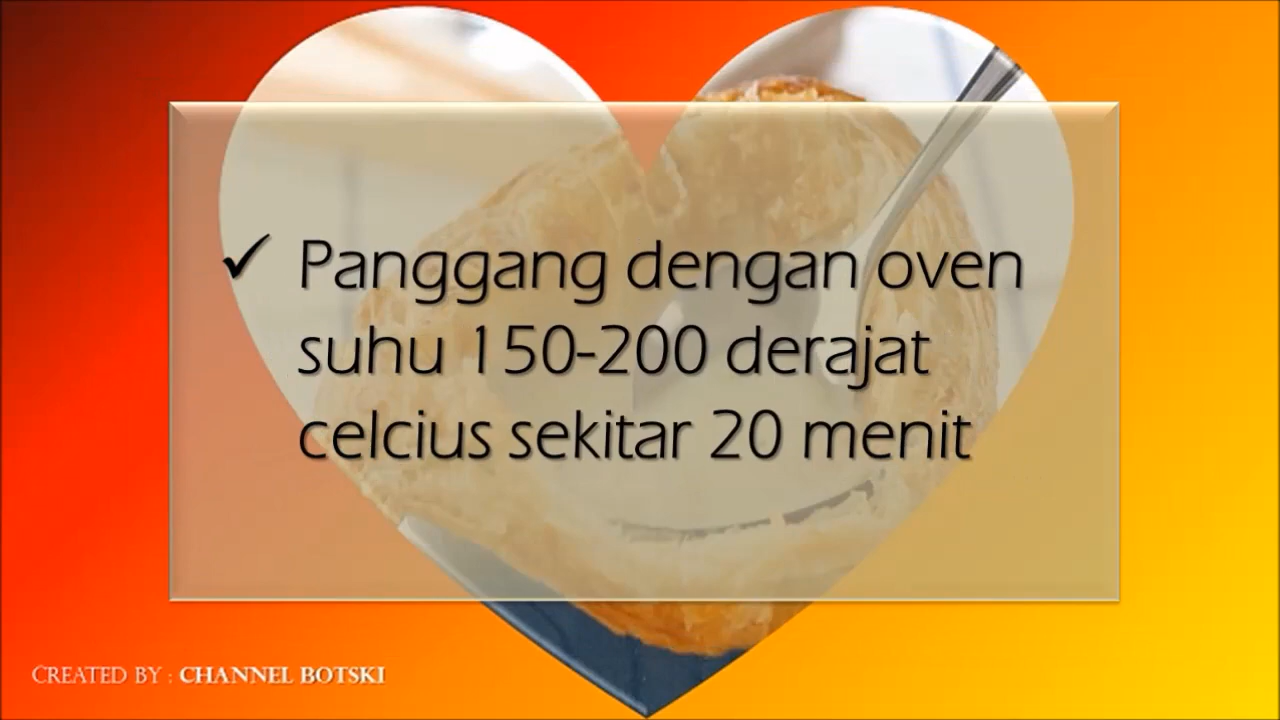 ✓ Panggang dengan oven
suhu 150-200 derajat
celcius sekitar 20 menit
CREATED BY : CHANNEL BOTSKI